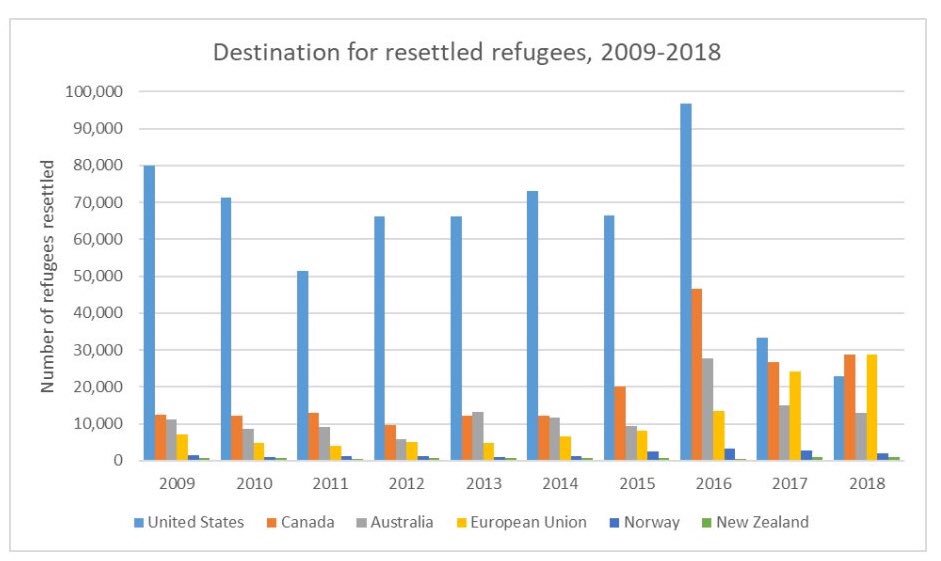 Destination for resettled refugees, 2009-2018
Number of refugees resettled
100,000
90,000
80,000
70,000
60,000
50,000
40,000
30,000
20,000
10,000
0
2009 2010 2011 2012 2013 2014 2015 2016 2017 2018
United States Canada Australia European Union Norway New Zealand